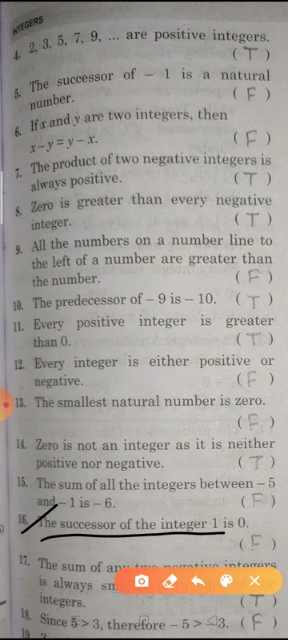 INTEGERS
4. 2, 3, 5, 7, 9, ... are positive integers.
(T)
5. The successor of – 1 is a natural
number. (F)
6. If x and y are two integers, then
x – y = y – x. (F)
7. The product of two negative integers is
always positive. (T)
8. Zero is greater than every negative
integer. (T)
9. All the numbers on a number line to
the left of a number are greater than
the number. (F)
10. The predecessor of – 9 is – 10. (T)
11. Every positive integer is greater
than 0. (T)
12. Every integer is either positive or
negative. (F)
13. The smallest natural number is zero.
(F)
14. Zero is not an integer as it is neither
positive nor negative. (T)
15. The sum of all the integers between – 5
and – 1 is – 6. (F)
16. The successor of the integer 1 is 0.
(F)
17. The sum of any two negative integers
is always
integers. (T)
18. Since 5 > 3, therefore – 5 > –3. (F)
19